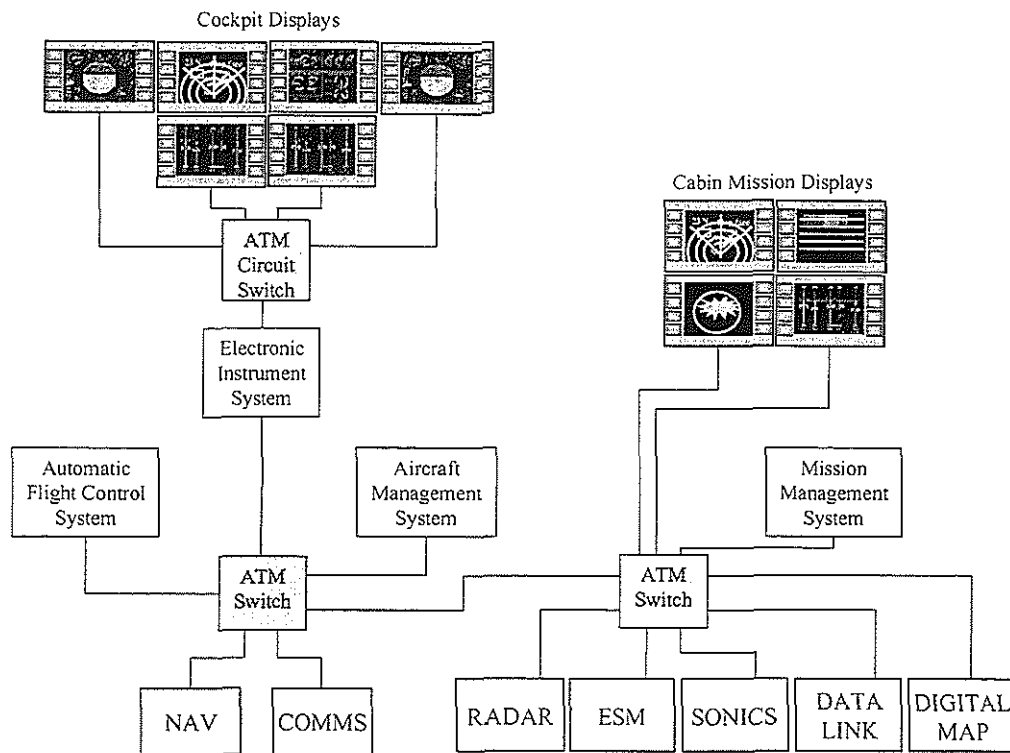 Cockpit Displays
Cabin Mission Displays
ATM
Circuit
Switch
Electronic
Instrument
System
Automatic
Flight Control
System
Aircraft
Management
System
Mission
Management
System
ATM
Switch
ATM
Switch
NAV
COMMS
RADAR
ESM
SONICS
DATA
LINK
DIGITAL
MAP